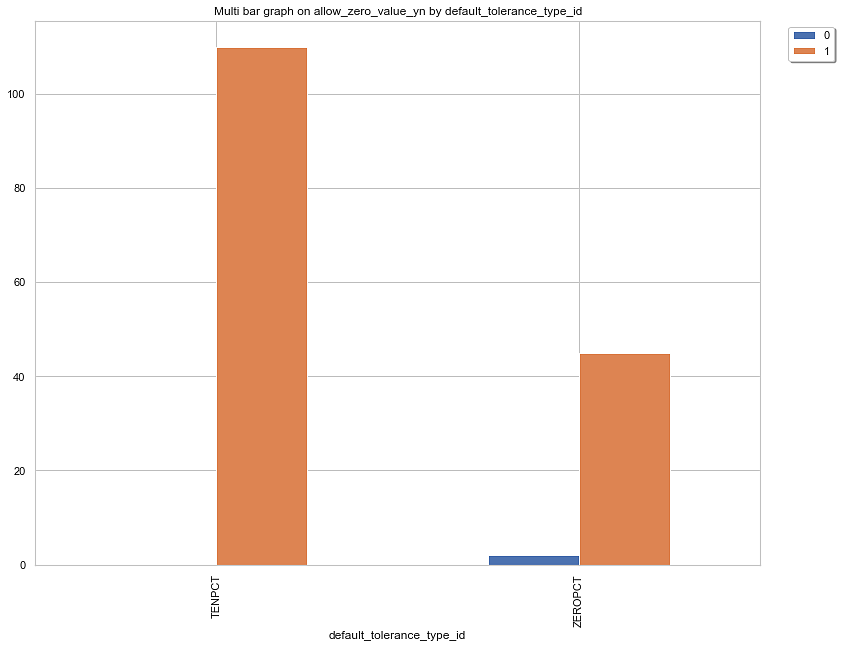 Multi bar graph on allow_zero_value_yn by default_tolerance_type_id
0
1
100
80
60
40
20
0
TENPCT
ZEROPCT
default_tolerance_type_id